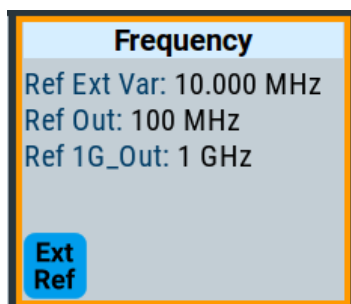 Frequency
Ref Ext Var: 10.000 MHz
Ref Out: 100 MHz
Ref 1G_Out: 1 GHz
Ext
Ref